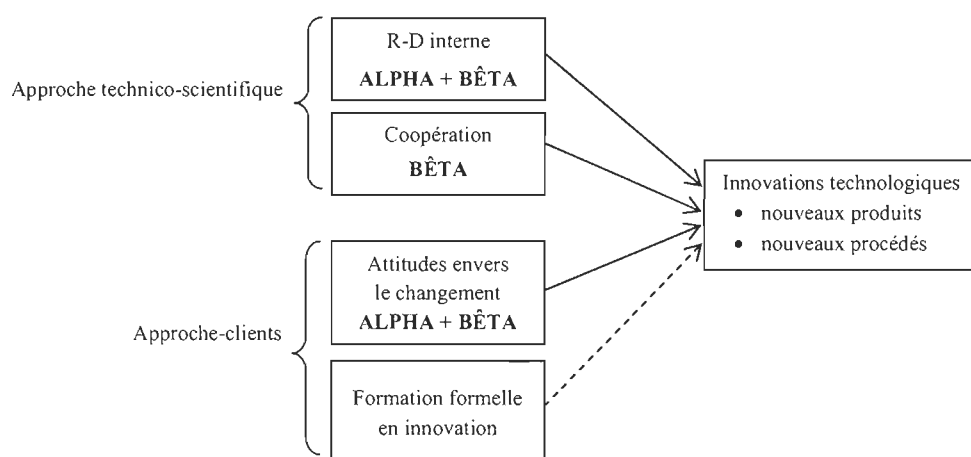 Approche technico-scientifique
R-D interne
ALPHA + BÊTA
Coopération
BÊTA
Approche-clients
Attitudes envers
le changement
ALPHA + BÊTA
Formation formelle
en innovation
Innovations technologiques
• nouveaux produits
• nouveaux procédés